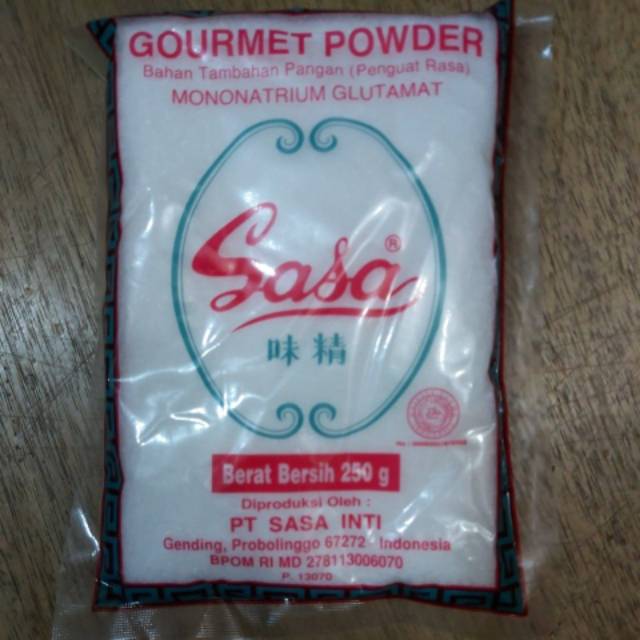 GOURMET POWDER
Bahan Tambahan Pangan (Penguat Rasa)
MONONATRIUM GLUTAMAT
Sasa®
味精
Berat Bersih 250 g
Diproduksi Oleh :
PT SASA INTI
Gending, Probolinggo 67272 - Indonesia
BPOM RI MD 278113006070
P. 13070